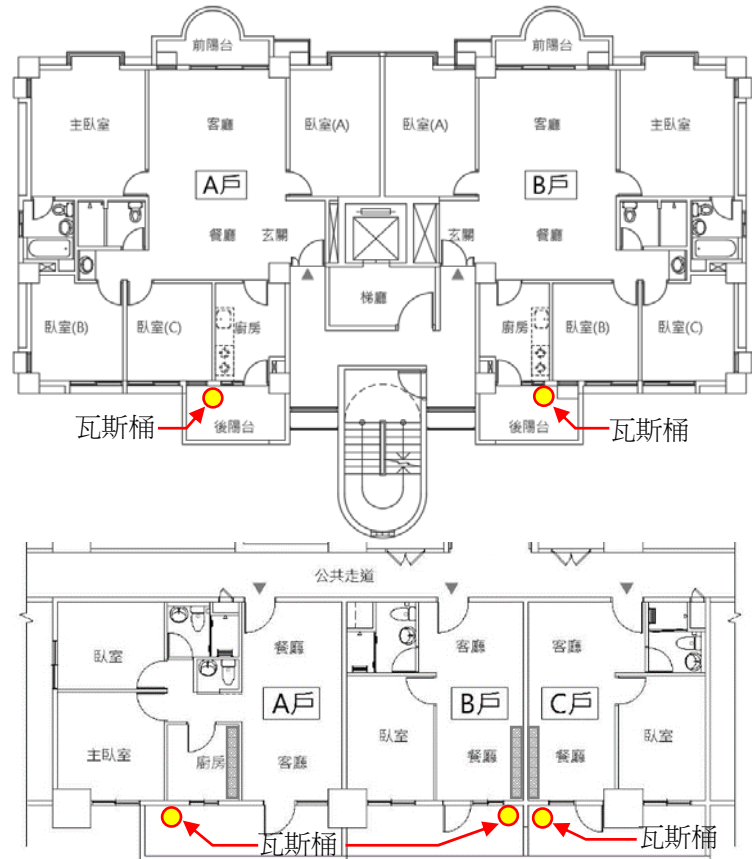 前陽台 前陽台
主臥室 客廳 臥室(A) 臥室(A) 客廳 主臥室
A戶 B戶
餐廳 玄關 玄關 餐廳
梯廳
臥室(B) 臥室(C) 廚房 廚房 臥室(B) 臥室(C)
瓦斯桶 後陽台 後陽台 瓦斯桶
公共走道
臥室 餐廳 客廳 客廳
A戶 B戶 C戶
主臥室 廚房 客廳 臥室 餐廳 餐廳 臥室
瓦斯桶 瓦斯桶